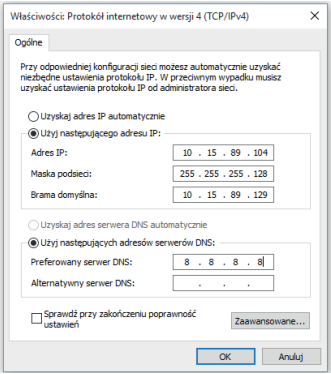 Właściwości: Protokół internetowy w wersji 4 (TCP/IPv4)
Ogólne
Przy odpowiedniej konfiguracji sieci możesz automatycznie uzyskać
niezbędne ustawienia protokołu IP. W przeciwnym wypadku musisz
uzyskać ustawienia protokołu IP od administratora sieci.
Uzyskaj adres IP automatycznie
Użyj następującego adresu IP:
Adres IP: 10 . 15 . 89 . 104
Maska podsieci: 255 . 255 . 255 . 128
Brama domyślna: 10 . 15 . 89 . 129
Uzyskaj adres serwera DNS automatycznie
Użyj następujących adresów serwerów DNS:
Preferowany serwer DNS: 8 . 8 . 8 . 8
Alternatywny serwer DNS: . . .
Sprawdź przy zakończeniu poprawność
ustawień
Zaawansowane...
OK Anuluj